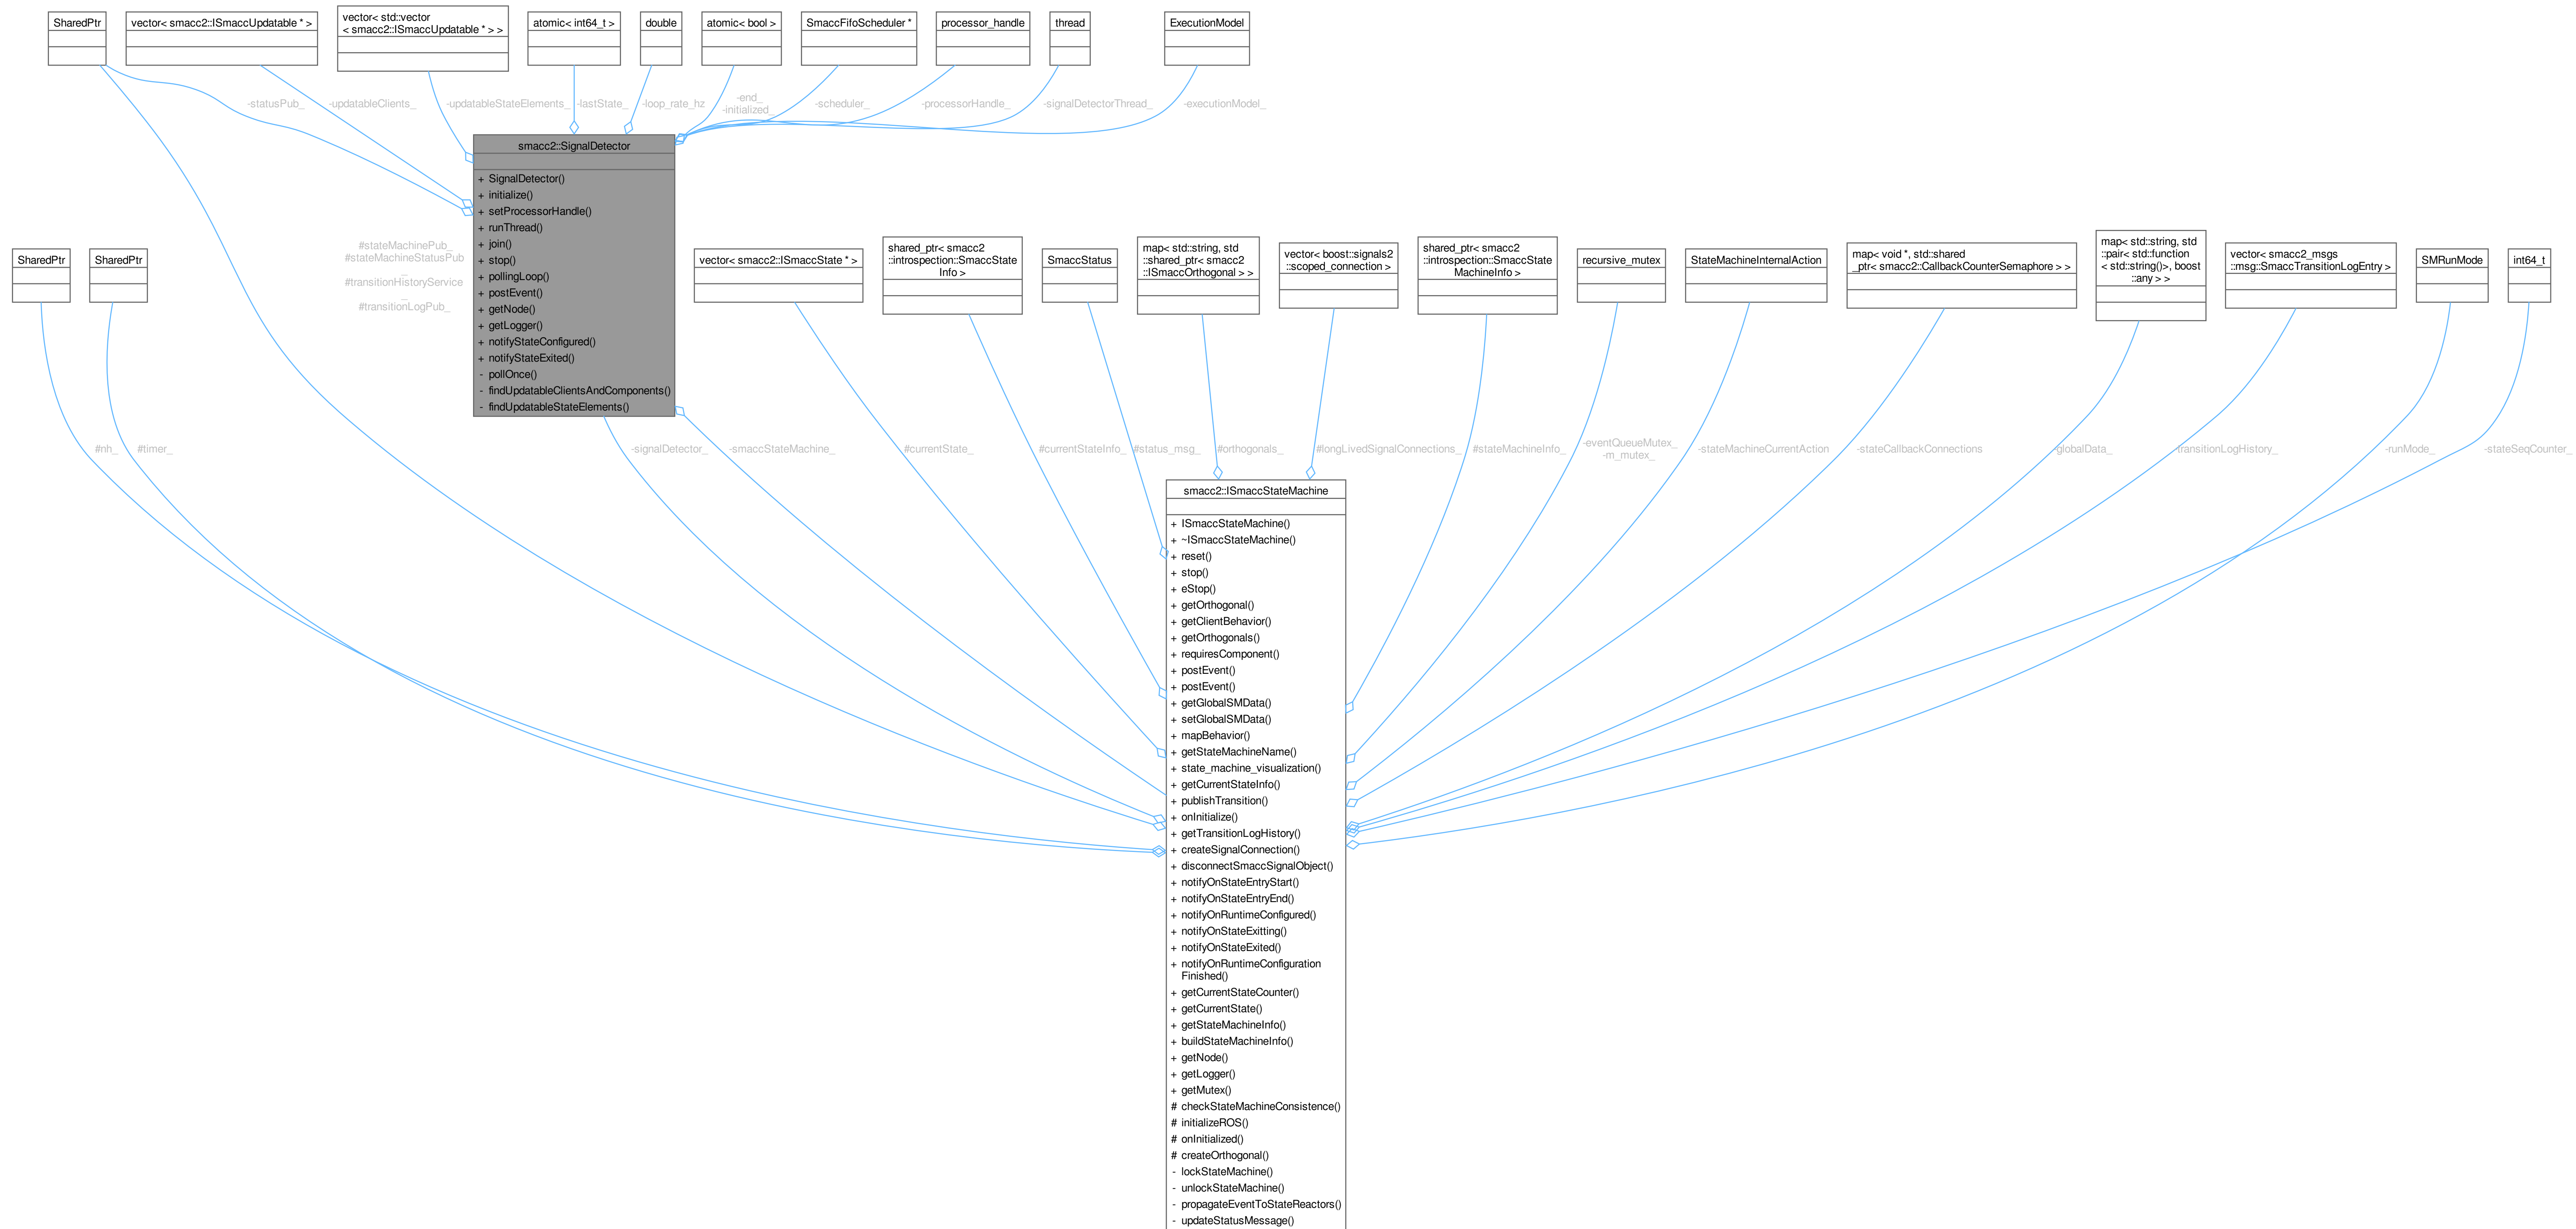 SharedPtr
vector< smacc2::ISmaccUpdatable * >
vector< std::vector
< smacc2::ISmaccUpdatable * > >
atomic< int64_t >
double
atomic< bool >
SmaccFifoScheduler *
processor_handle
thread
ExecutionModel
-statusPub_
-updatableClients_
-updatableStateElements_
-lastState_
-loop_rate_hz
-end_
-initialized_
-scheduler_
-processorHandle_
-signalDetectorThread_
-executionModel_
smacc2::SignalDetector
+ SignalDetector()
+ initialize()
+ setProcessorHandle()
+ runThread()
+ join()
+ stop()
+ pollingLoop()
+ postEvent()
+ getNode()
+ getLogger()
+ notifyStateConfigured()
+ notifyStateExited()
- pollOnce()
- findUpdatableClientsAndComponents()
- findUpdatableStateElements()
#stateMachinePub_
#stateMachineStatusPub
_
#transitionHistoryService
_
#transitionLogPub_
SharedPtr
SharedPtr
vector< smacc2::ISmaccState * >
shared_ptr< smacc2
::introspection::SmaccState
Info >
SmaccStatus
map< std::string, std
::shared_ptr< smacc2
::ISmaccOrthogonal > >
vector< boost::signals2
::scoped_connection >
shared_ptr< smacc2
::introspection::SmaccState
MachineInfo >
recursive_mutex
StateMachineInternalAction
map< void *, std::shared
_ptr< smacc2::CallbackCounterSemaphore > >
map< std::string, std
::pair< std::function
< std::string()>, boost
::any > >
vector< smacc2_msgs
::msg::SmaccTransitionLogEntry >
SMRunMode
int64_t
#nh_
#timer_
-signalDetector_
-smaccStateMachine_
#currentState_
#currentStateInfo_
#status_msg_
#orthogonals_
#longLivedSignalConnections_
#stateMachineInfo_
-eventQueueMutex_
-m_mutex_
-stateMachineCurrentAction
-stateCallbackConnections
-globalData_
-transitionLogHistory_
-runMode_
-stateSeqCounter_
smacc2::ISmaccStateMachine
+ ISmaccStateMachine()
+ ~ISmaccStateMachine()
+ reset()
+ stop()
+ eStop()
+ getOrthogonal()
+ getClientBehavior()
+ getOrthogonals()
+ requiresComponent()
+ postEvent()
+ postEvent()
+ getGlobalSMData()
+ setGlobalSMData()
+ mapBehavior()
+ getStateMachineName()
+ state_machine_visualization()
+ getCurrentStateInfo()
+ publishTransition()
+ onInitialize()
+ getTransitionLogHistory()
+ createSignalConnection()
+ disconnectSmaccSignalObject()
+ notifyOnStateEntryStart()
+ notifyOnStateEntryEnd()
+ notifyOnRuntimeConfigured()
+ notifyOnStateExitting()
+ notifyOnStateExited()
+ notifyOnRuntimeConfiguration
Finished()
+ getCurrentStateCounter()
+ getCurrentState()
+ getStateMachineInfo()
+ buildStateMachineInfo()
+ getNode()
+ getLogger()
+ getMutex()
# checkStateMachineConsistence()
# initializeROS()
# onInitialized()
# createOrthogonal()
- lockStateMachine()
- unlockStateMachine()
- propagateEventToStateReactors()
- updateStatusMessage()